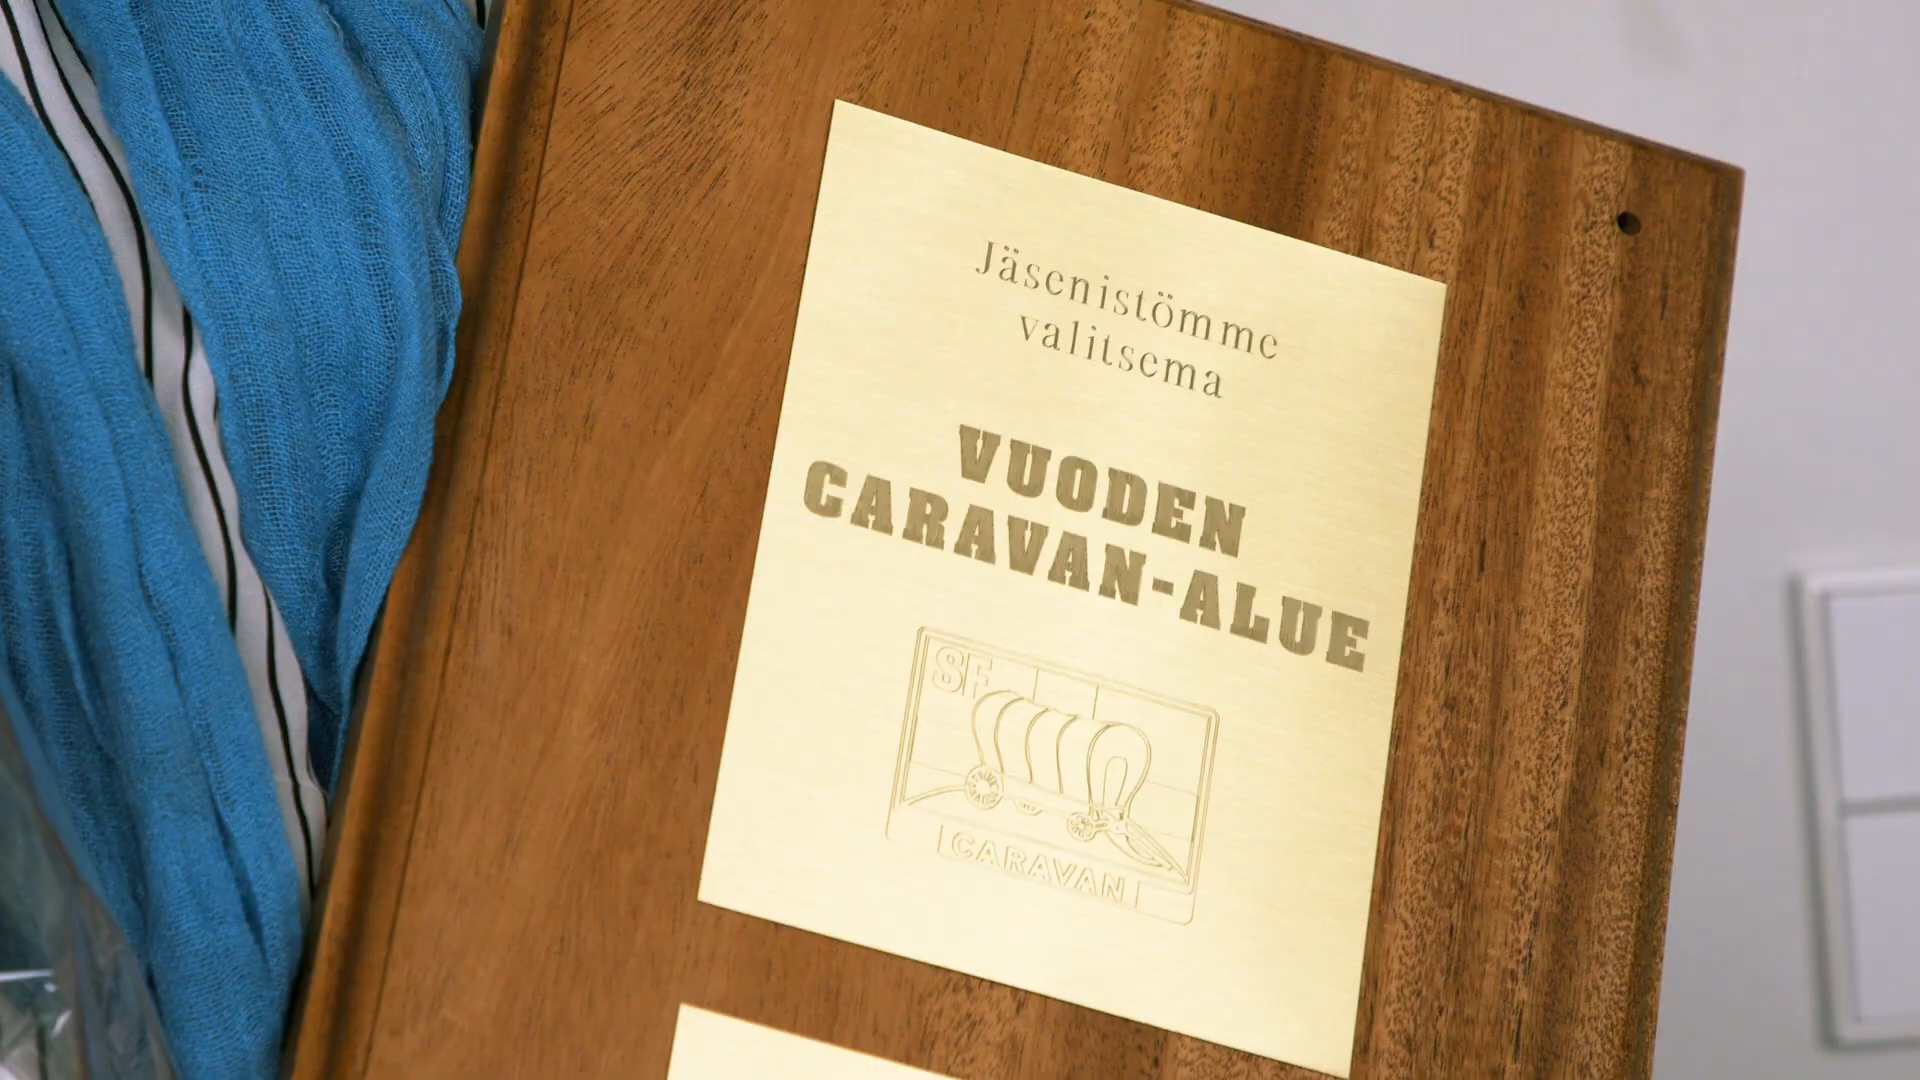 Jäsenistömme
valitsema
VUODEN
CARAVAN-ALUE
SF
CARAVAN